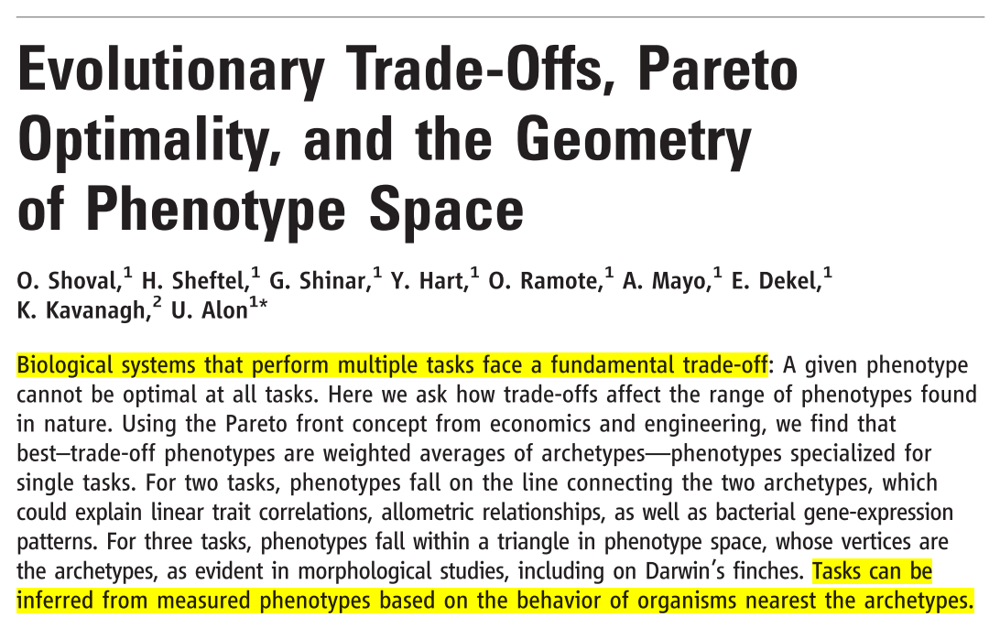 Evolutionary Trade-Offs, Pareto
Optimality, and the Geometry
of Phenotype Space
O. Shoval,1 H. Sheftel,1 G. Shinar,1 Y. Hart,1 O. Ramote,1 A. Mayo,1 E. Dekel,1
K. Kavanagh,2 U. Alon1*
Biological systems that perform multiple tasks face a fundamental trade-off: A given phenotype
cannot be optimal at all tasks. Here we ask how trade-offs affect the range of phenotypes found
in nature. Using the Pareto front concept from economics and engineering, we find that
best–trade-off phenotypes are weighted averages of archetypes—phenotypes specialized for
single tasks. For two tasks, phenotypes fall on the line connecting the two archetypes, which
could explain linear trait correlations, allometric relationships, as well as bacterial gene-expression
patterns. For three tasks, phenotypes fall within a triangle in phenotype space, whose vertices are
the archetypes, as evident in morphological studies, including on Darwin’s finches. Tasks can be
inferred from measured phenotypes based on the behavior of organisms nearest the archetypes.